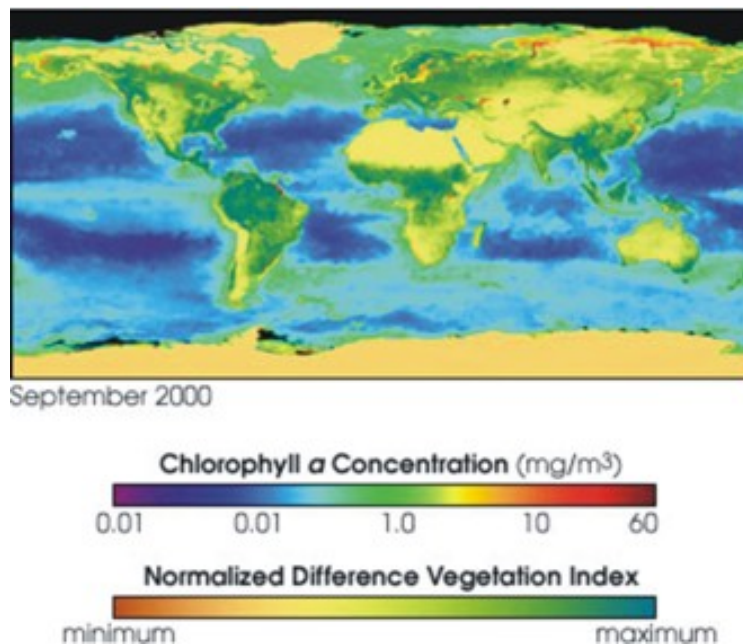 September 2000
Chlorophyll a Concentration (mg/m³)
0.01 0.01 1.0 10 60
Normalized Difference Vegetation Index
minimum maximum